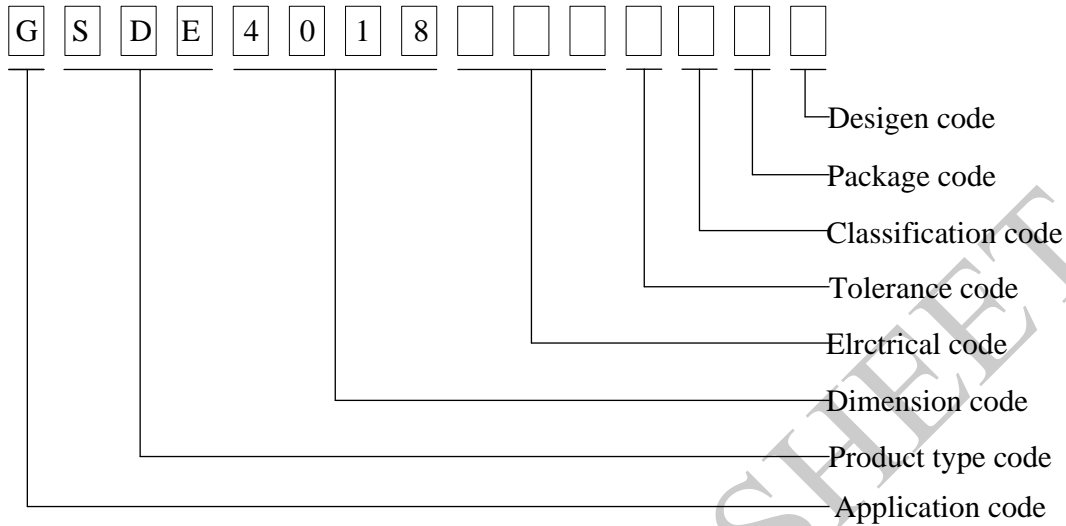 G S D E 4 0 1 8
Desigen code
Package code
Classification code
Tolerance code
Elrctrical code
Dimension code
Product type code
Application code
SHEET